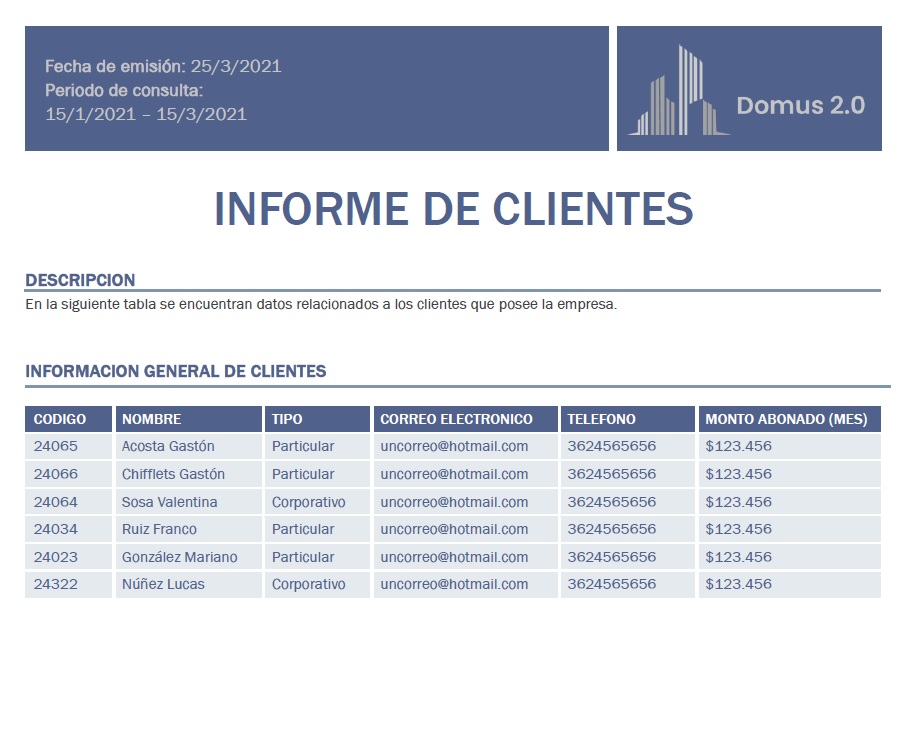 Fecha de emisión: 25/3/2021
Periodo de consulta:
15/1/2021 – 15/3/2021
Domus 2.0
INFORME DE CLIENTES
DESCRIPCION
En la siguiente tabla se encuentran datos relacionados a los clientes que posee la empresa.
INFORMACION GENERAL DE CLIENTES
CODIGO NOMBRE TIPO CORREO ELECTRONICO TELEFONO MONTO ABONADO (MES)
24065 Acosta Gastón Particular uncorreo@hotmail.com 3624565656 $123.456
24066 Chifflets Gastón Particular uncorreo@hotmail.com 3624565656 $123.456
24064 Sosa Valentina Corporativo uncorreo@hotmail.com 3624565656 $123.456
24034 Ruiz Franco Particular uncorreo@hotmail.com 3624565656 $123.456
24023 González Mariano Particular uncorreo@hotmail.com 3624565656 $123.456
24322 Núñez Lucas Corporativo uncorreo@hotmail.com 3624565656 $123.456